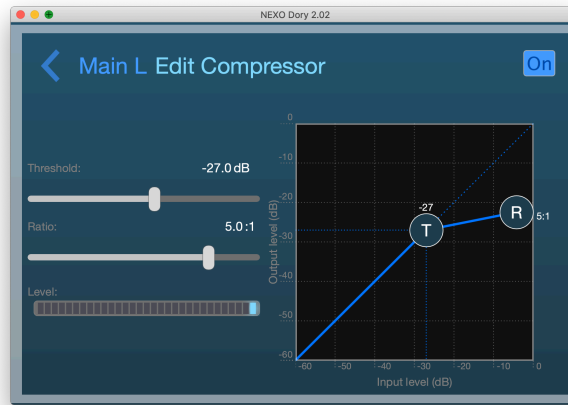 NEXO Dory 2.02
Main L Edit Compressor
On
Threshold:
-27.0 dB
Ratio:
5.0 :1
Level:
0
-10
-20
-30
-40
-50
-60
Output level (dB)
-27
T
R
5:1
-60 -50 -40 -30 -20 -10 0
Input level (dB)